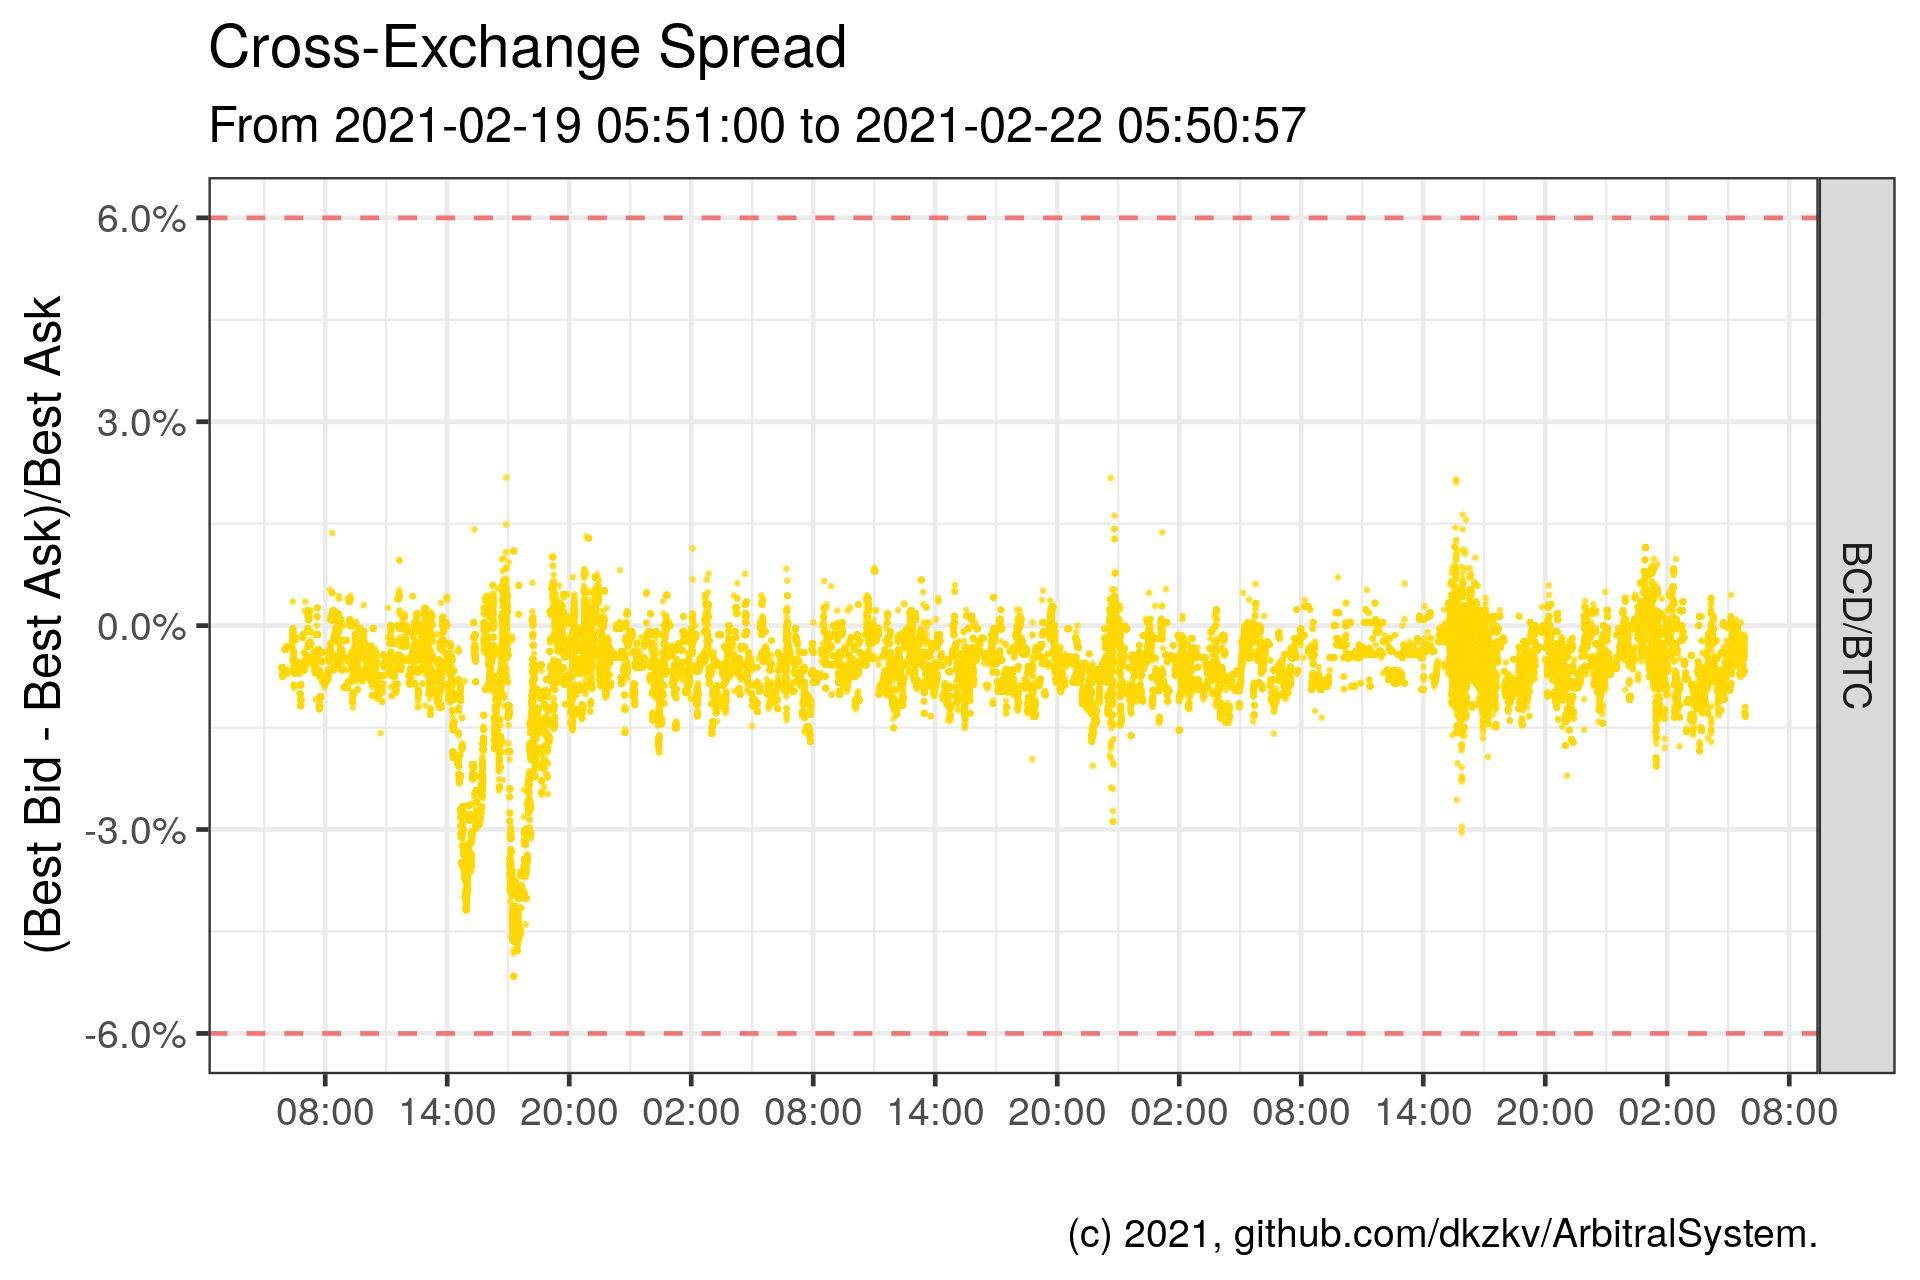 Cross-Exchange Spread
From 2021-02-19 05:51:00 to 2021-02-22 05:50:57
(Best Bid - Best Ask)/Best Ask
6.0%
3.0%
0.0%
-3.0%
-6.0%
BCD/BTC
08:00 14:00 20:00 02:00 08:00 14:00 20:00 02:00 08:00 14:00 20:00 02:00 08:00
(c) 2021, github.com/dkzkv/ArbitralSystem.